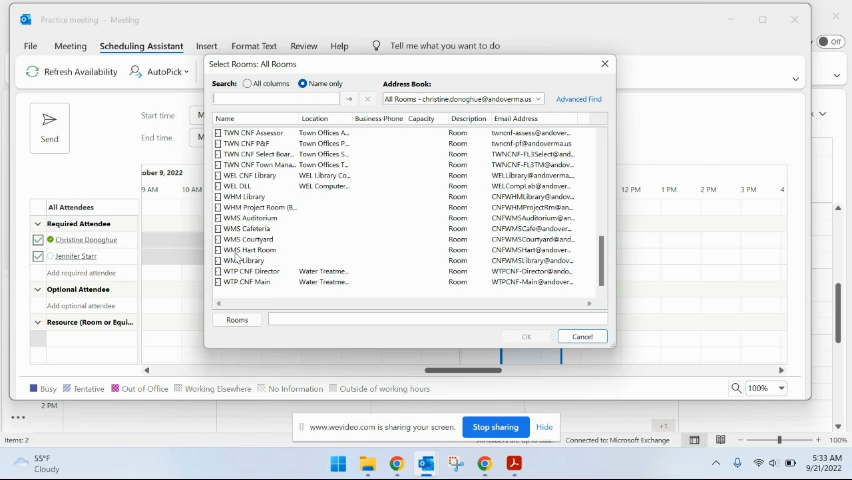 Practice meeting - Meeting
File Meeting Scheduling Assistant Insert Format Text Review Help Tell me what you want to do
Off
Refresh Availability AutoPick
Send
Start time
End time
Select Rooms: All Rooms
Search: All columns Name only Address Book:
All Rooms - christine.donoghue@andoverma.us Advanced Find
Name Location Business Phone Capacity Description Email Address
TWN CNF Assessor Town Offices A... Room twncnf-assess@andove...
TWN CNF P&F Town Offices S... Room twncnf-pf@andoverma.us
TWN CNF Select Boar... Town Offices T... Room TWNCNF-FL3Select@and...
TWN CNF Town Mana... Town Offices T... Room TWNCNF-FL3TM@andov...
WEL CNF Library WEL Library Co... Room WELLibrary@andoverma...
WEL DLL WEL Computer... Room WELCompLab@andover...
WHM Library Room CNFWHMLibrary@andov...
WHM Project Room (B... Room CNFWHMProjectRm@an...
WMS Auditorium Room CNFWMSAuditorium@an...
WMS Cafeteria Room CNFWMSCafe@andover...
WMS Courtyard Room CNFWMSCourtyard@and...
WMS Hart Room Room CNFWMSHart@andover...
Library Room CNFWMSLibrary@andov...
WTP CNF Director Water Treatme... Room WTP-CNFDirector@andov...
WTP CNF Main Water Treatme... Room WTP-CNFMain@andover...
Rooms
OK Cancel
ober 9, 2022
9 AM 10 12 PM 1 PM 2 PM 3 PM 4
All Attendees
Required Attendee
Christine Donoghue
Jennifer Starr
Add required attendee
Optional Attendee
Add optional attendee
Resource (Room or Equi...
Busy Tentative Out of Office Working Elsewhere No Information Outside of working hours 100%
2 PM
+1
www.wevideo.com is sharing your screen. Stop sharing Hide
Items: 2 Connected to: Microsoft Exchange 100%
55°F
Cloudy
5:33 AM
9/21/2022